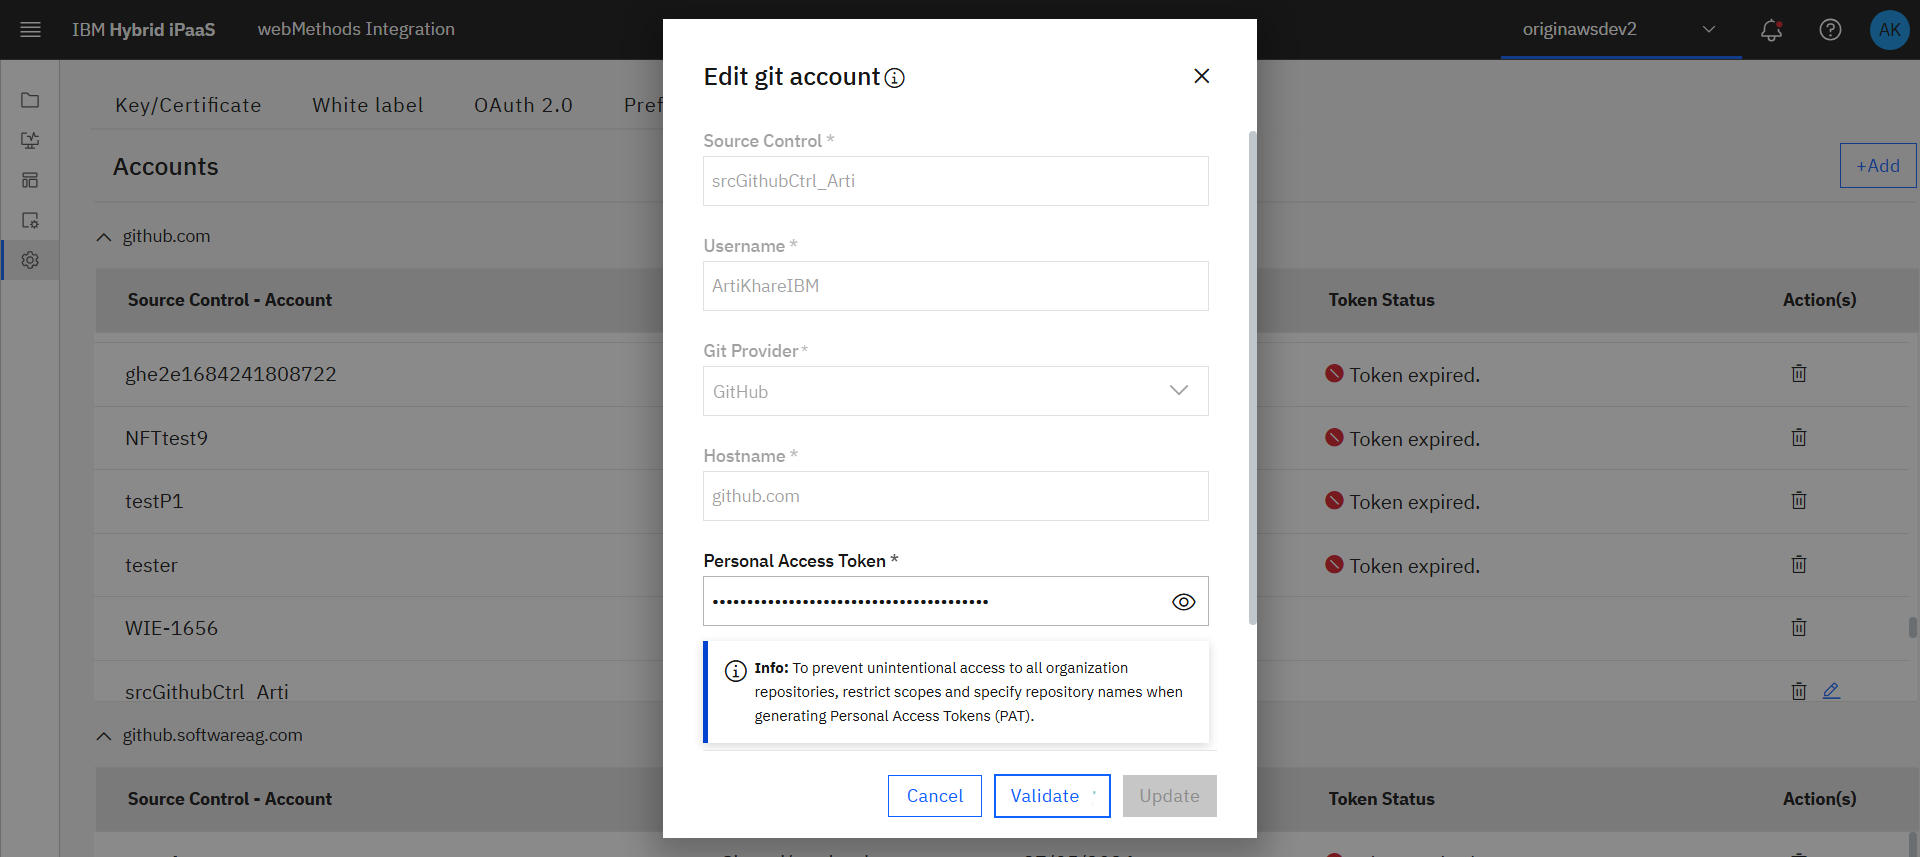 IBM Hybrid iPaaS
webMethods Integration
originawsdev2
AK
Key/Certificate
White label
OAuth 2.0
Pref
Accounts
+Add
github.com
Source Control - Account
Token Status
Action(s)
ghe2e1684241808722
Token expired.
NFTtest9
Token expired.
testP1
Token expired.
tester
Token expired.
WIE-1656
srcGithubCtrl_Arti
github.softwareag.com
Source Control - Account
Token Status
Action(s)
Edit git account
Source Control *
srcGithubCtrl_Arti
Username *
ArtiKhareIBM
Git Provider *
GitHub
Hostname *
github.com
Personal Access Token *
••••••••••••••••••••••••••••••••••••••••
Info: To prevent unintentional access to all organization
repositories, restrict scopes and specify repository names when
generating Personal Access Tokens (PAT).
Cancel
Validate
Update